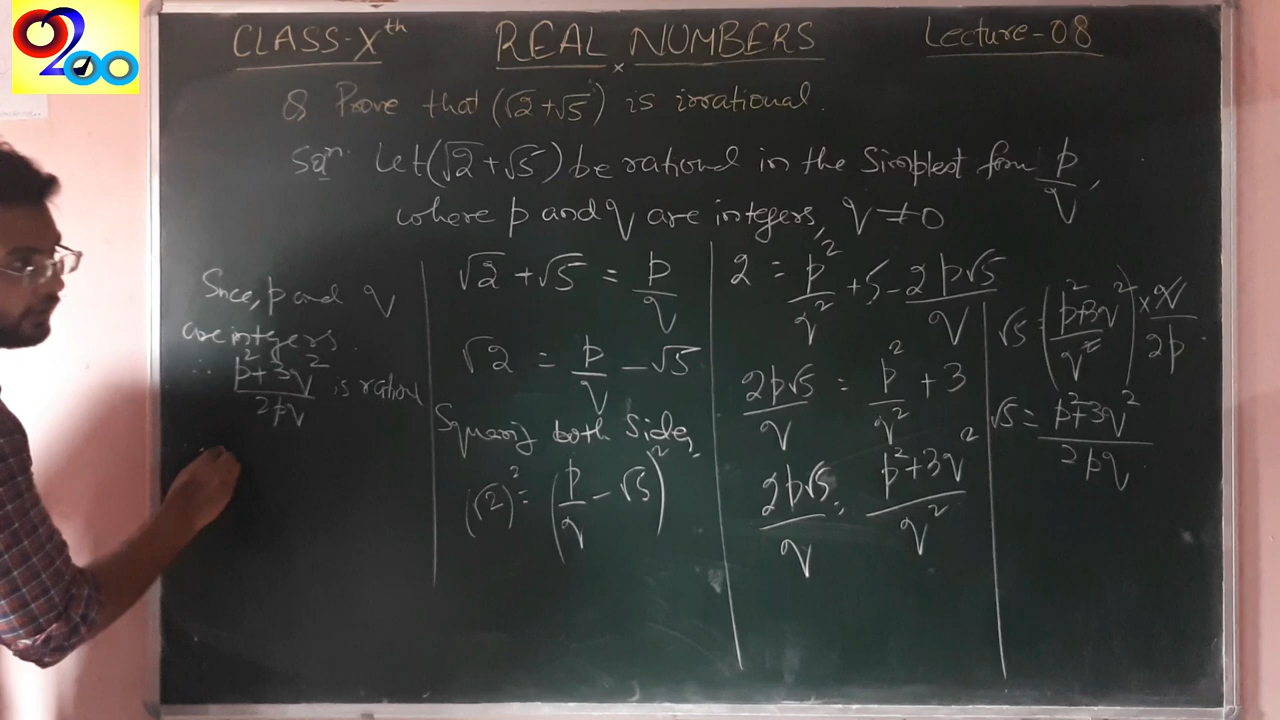 O2OO
CLASS-Xth REAL NUMBERS Lecture-08
Q Prove that (√2+√5) is irrational.
Solⁿ. Let (√2+√5) be rational in the simplest form p/q,
where p and q are integers, q≠0
√2+√5 = p/q
√2 = p/q - √5
Squaring both Side,
(√2)² = (p/q - √5)²
2 = p²/q² + 5 - 2p√5/q
2p√5/q = p²/q² + 3
2p√5/q = p²+3q²/q²
√5 = (p²+3q²/q²) × q/2p
√5 = p²+3q²/2pq
Since, p and q
are integers.
∴ p²+3q²/2pq is rational